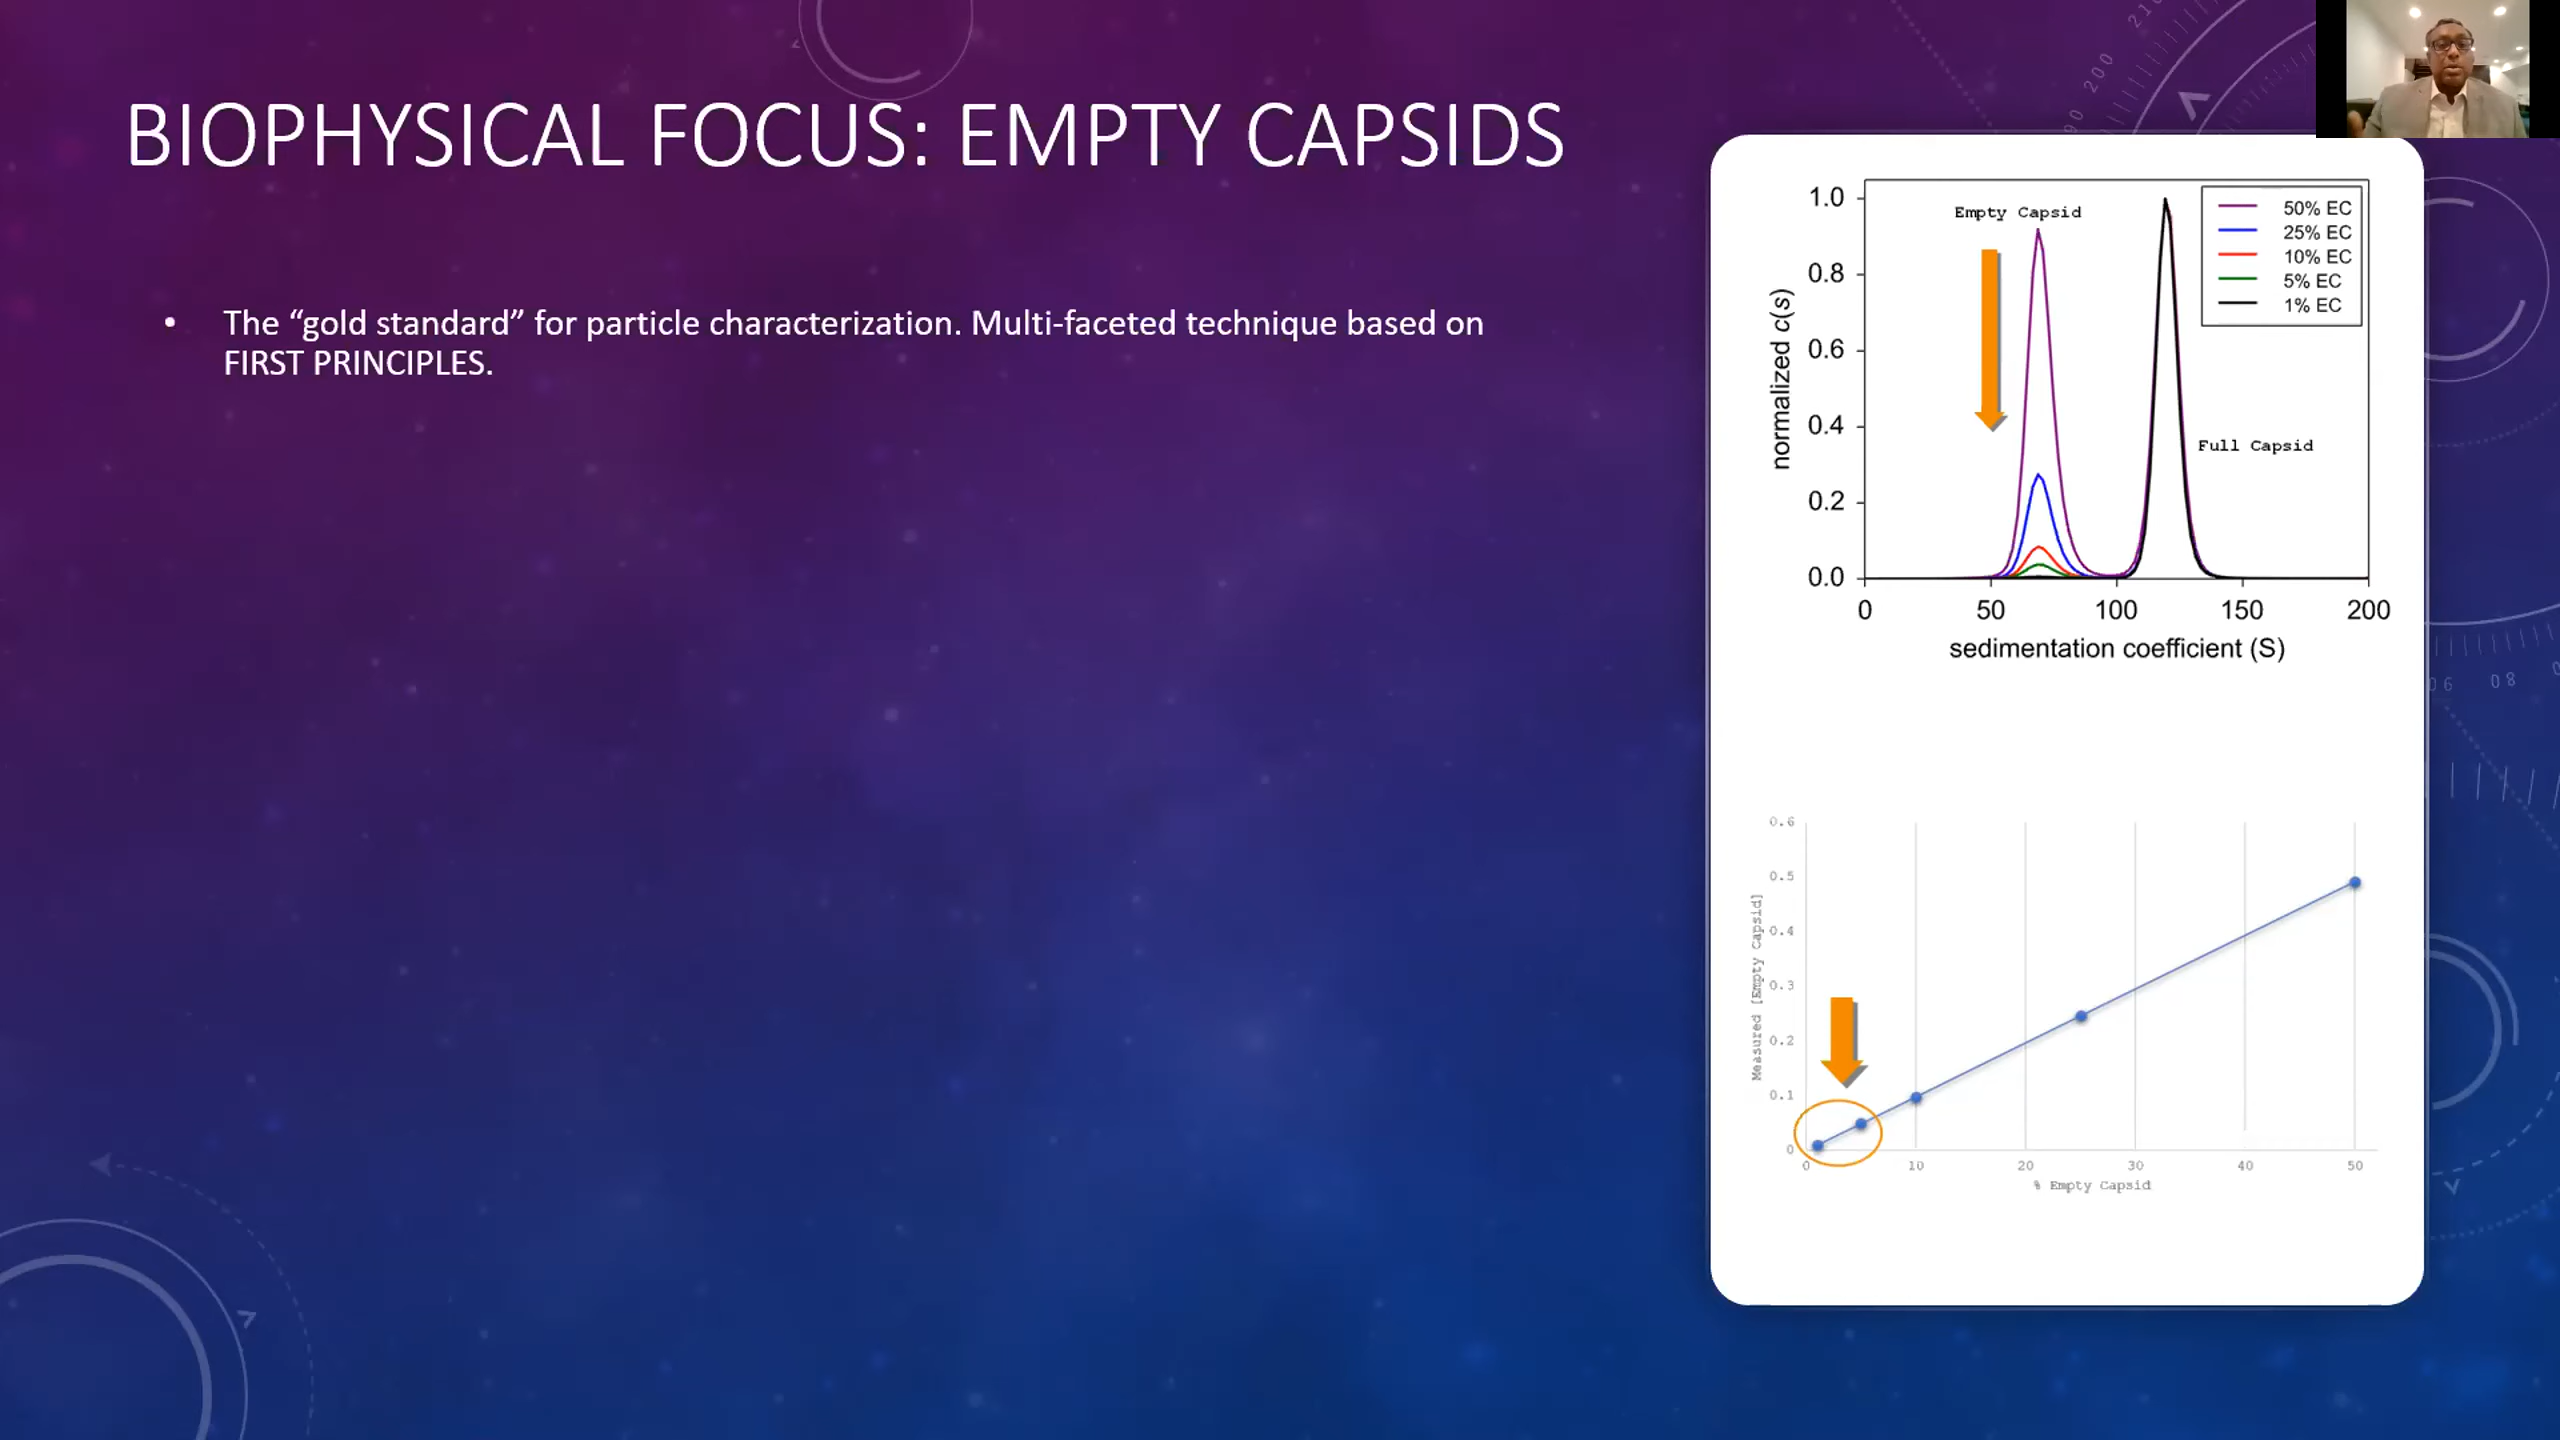 BIOPHYSICAL FOCUS: EMPTY CAPSIDS
• The “gold standard” for particle characterization. Multi-faceted technique based on
FIRST PRINCIPLES.
Empty Capsid
Full Capsid
50% EC
25% EC
10% EC
5% EC
1% EC
normalized c(s)
1.0
0.8
0.6
0.4
0.2
0.0
0 50 100 150 200
sedimentation coefficient (S)
Measured [Empty Capsid]
0.6
0.5
0.4
0.3
0.2
0.1
0
0 10 20 30 40 50
% Empty Capsid
200
80